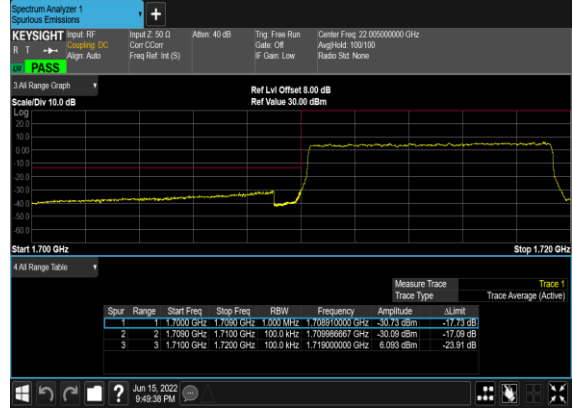 Spectrum Analyzer 1
Spurious Emissions
+
KEYSIGHT Input: RF Input Z: 50 Ω Atten: 40 dB Trig: Free Run Center Freq: 22.005000000 GHz
R T Coupling: DC Corr CCorr Gate: Off Avg|Hold: 100/100
Align: Auto Freq Ref: Int (S) IF Gain: Low Radio Std: None
LW PASS
3 All Range Graph
Ref Lvl Offset 8.00 dB
Scale/Div 10.0 dB Ref Value 30.00 dBm
Log
20.0
10.0
0.00
-10.0
-20.0
-30.0
-40.0
-50.0
-60.0
Start 1.700 GHz Stop 1.720 GHz
4 All Range Table
Measure Trace Trace 1
Trace Type Trace Average (Active)
Spur Range Start Freq Stop Freq RBW Frequency Amplitude ΔLimit
1 1 1.7000 GHz 1.7090 GHz 1.000 MHz 1.708910000 GHz -30.73 dBm -17.73 dB
2 2 1.7090 GHz 1.7100 GHz 100.0 kHz 1.709986667 GHz -30.09 dBm -17.09 dB
3 3 1.7100 GHz 1.7200 GHz 100.0 kHz 1.719000000 GHz 6.093 dBm -23.91 dB
? Jun 15, 2022
9:49:38 PM